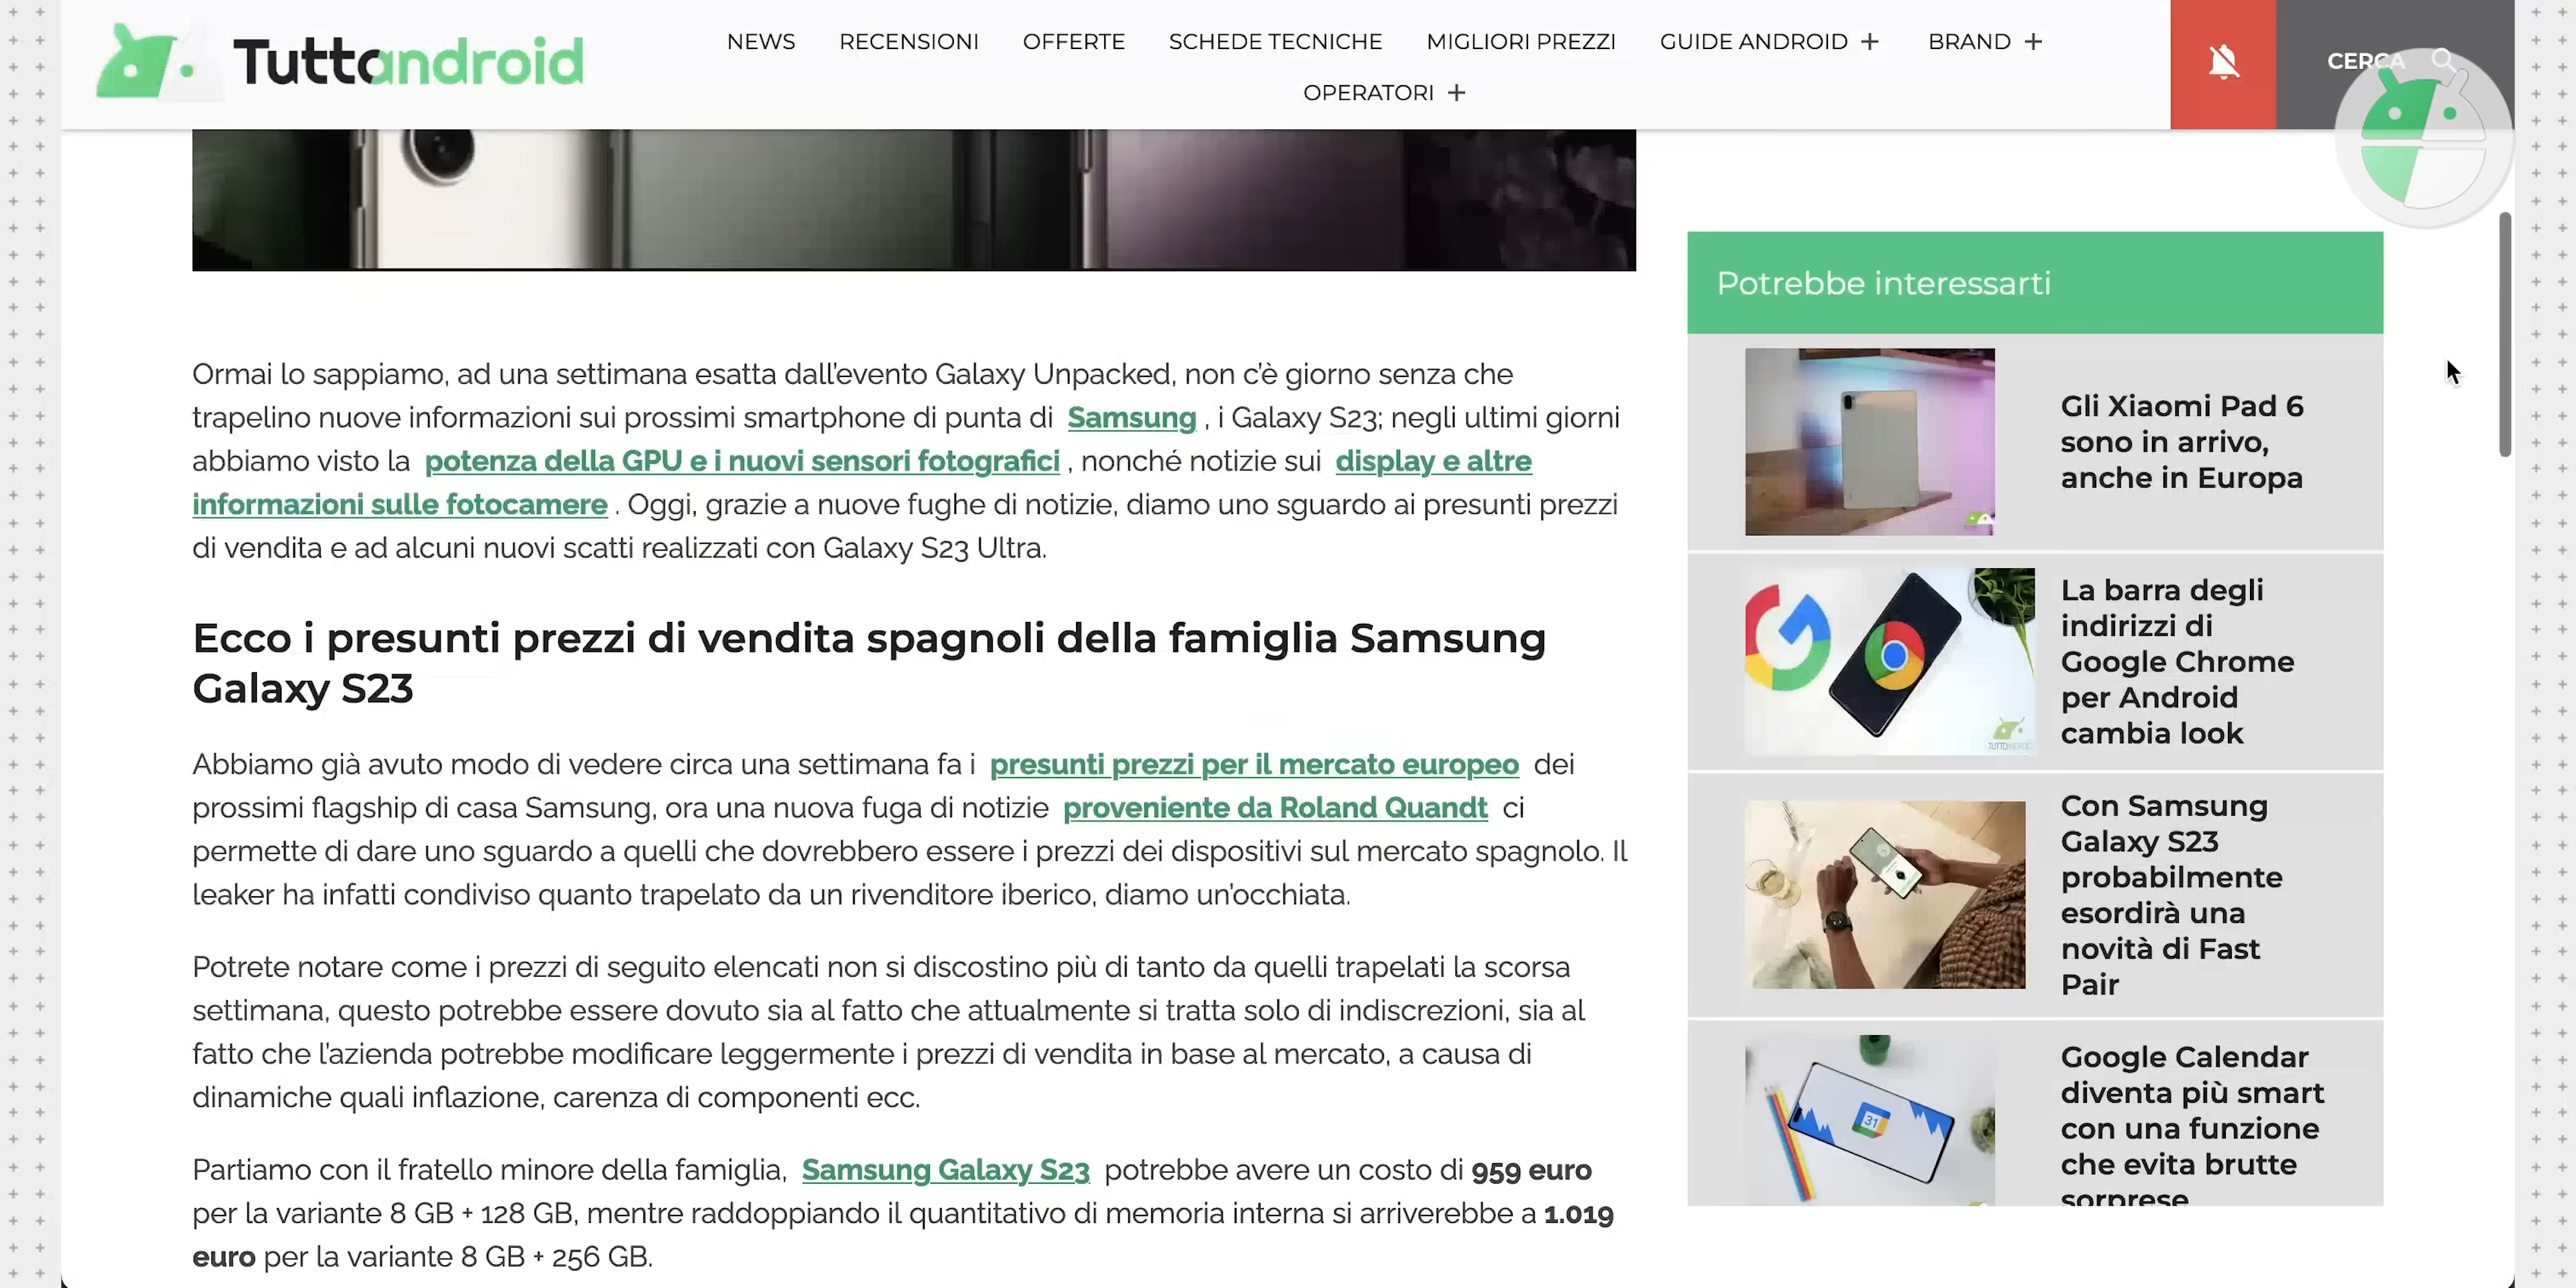 Tuttoandroid
NEWS RECENSIONI OFFERTE SCHEDE TECNICHE MIGLIORI PREZZI GUIDE ANDROID + BRAND +
OPERATORI +
CERCA
Ormai lo sappiamo, ad una settimana esatta dall'evento Galaxy Unpacked, non c'è giorno senza che
trapelino nuove informazioni sui prossimi smartphone di punta di Samsung , i Galaxy S23; negli ultimi giorni
abbiamo visto la potenza della GPU e i nuovi sensori fotografici , nonché notizie sui display e altre
informazioni sulle fotocamere . Oggi, grazie a nuove fughe di notizie, diamo uno sguardo ai presunti prezzi
di vendita e ad alcuni nuovi scatti realizzati con Galaxy S23 Ultra.
Ecco i presunti prezzi di vendita spagnoli della famiglia Samsung
Galaxy S23
Abbiamo già avuto modo di vedere circa una settimana fa i presunti prezzi per il mercato europeo dei
prossimi flagship di casa Samsung, ora una nuova fuga di notizie proveniente da Roland Quandt ci
permette di dare uno sguardo a quelli che dovrebbero essere i prezzi dei dispositivi sul mercato spagnolo. Il
leaker ha infatti condiviso quanto trapelato da un rivenditore iberico, diamo un'occhiata.
Potrete notare come i prezzi di seguito elencati non si discostino più di tanto da quelli trapelati la scorsa
settimana, questo potrebbe essere dovuto sia al fatto che attualmente si tratta solo di indiscrezioni, sia al
fatto che l'azienda potrebbe modificare leggermente i prezzi di vendita in base al mercato, a causa di
dinamiche quali inflazione, carenza di componenti ecc.
Partiamo con il fratello minore della famiglia, Samsung Galaxy S23 potrebbe avere un costo di 959 euro
per la variante 8 GB + 128 GB, mentre raddoppiando il quantitativo di memoria interna si arriverebbe a 1.019
euro per la variante 8 GB + 256 GB.
Potrebbe interessarti
Gli Xiaomi Pad 6
sono in arrivo,
anche in Europa
La barra degli
indirizzi di
Google Chrome
per Android
cambia look
Con Samsung
Galaxy S23
probabilmente
esordirà una
novità di Fast
Pair
31
Google Calendar
diventa più smart
con una funzione
che evita brutte
sorprese